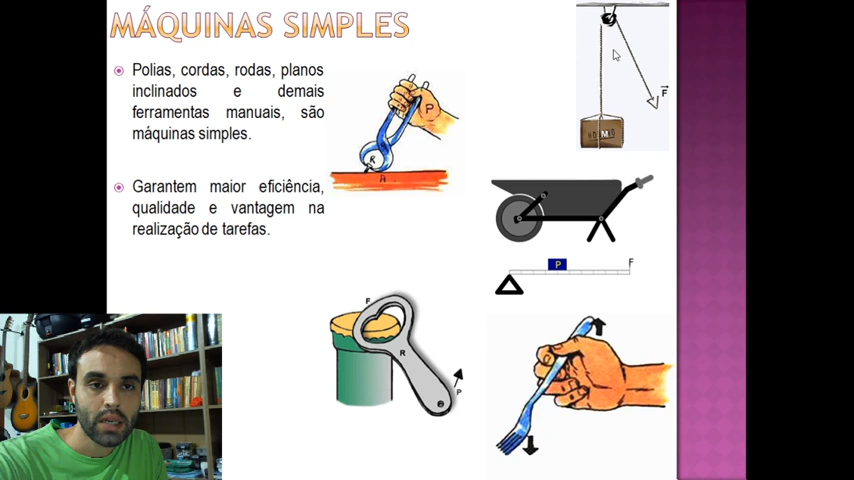 MÁQUINAS SIMPLES
Polias, cordas, rodas, planos
inclinados e demais
ferramentas manuais, são
máquinas simples.
Garantem maior eficiência,
qualidade e vantagem na
realização de tarefas.
P
R
A
F
M
P
F
F
R
P